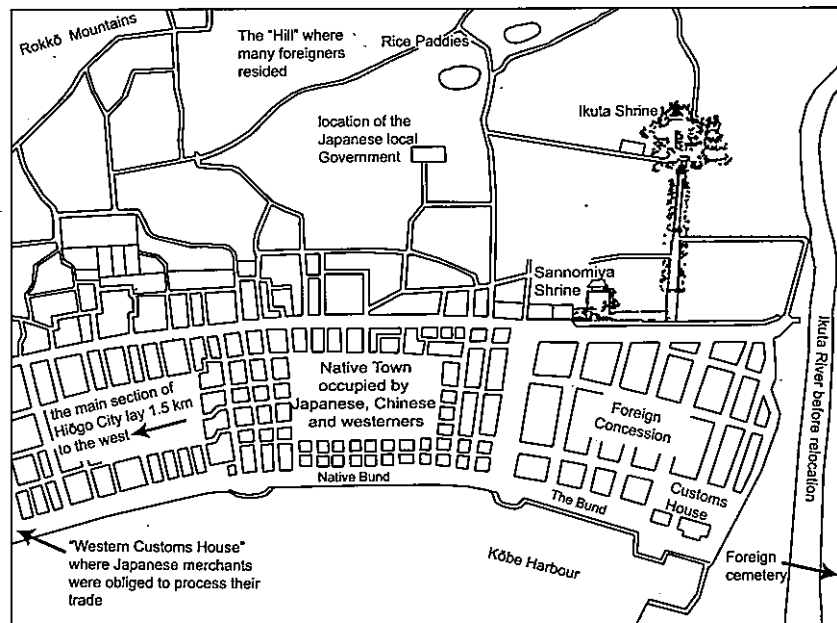 Rokkō Mountains
The "Hill" where
many foreigners
resided
Rice Paddies
Ikuta Shrine
location of the
Japanese local
Government
Sannomiya
Shrine
Native Town
occupied by
Japanese, Chinese
and westerners
the main section of
Hiōgo City lay 1.5 km
to the west
Foreign
Concession
Ikuta River before relocation
Customs
House
Native Bund
The Bund
"Western Customs House"
where Japanese merchants
were obliged to process their
trade
Kōbe Harbour
Foreign
cemetery